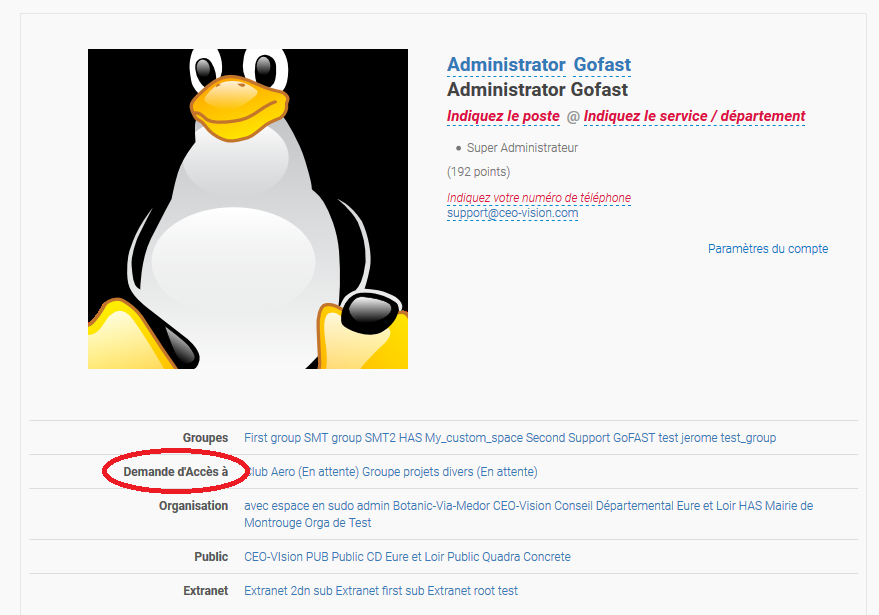 Administrator Gofast
Administrator Gofast
Indiquez le poste @ Indiquez le service / département
Super Administrateur
(192 points)
Indiquez votre numéro de téléphone
support@ceo-vision.com
Paramètres du compte
Groupes First group SMT group SMT2 HAS My_custom_space Second Support GoFAST test jerome test_group
Demande d'Accès à Club Aero (En attente) Groupe projets divers (En attente)
Organisation avec espace en sudo admin Botanic-Via-Medor CEO-Vision Conseil Départemental Eure et Loir HAS Mairie de
Montrouge Orga de Test
Public CEO-VIsion PUB Public CD Eure et Loir Public Quadra Concrete
Extranet Extranet 2dn sub Extranet first sub Extranet root test